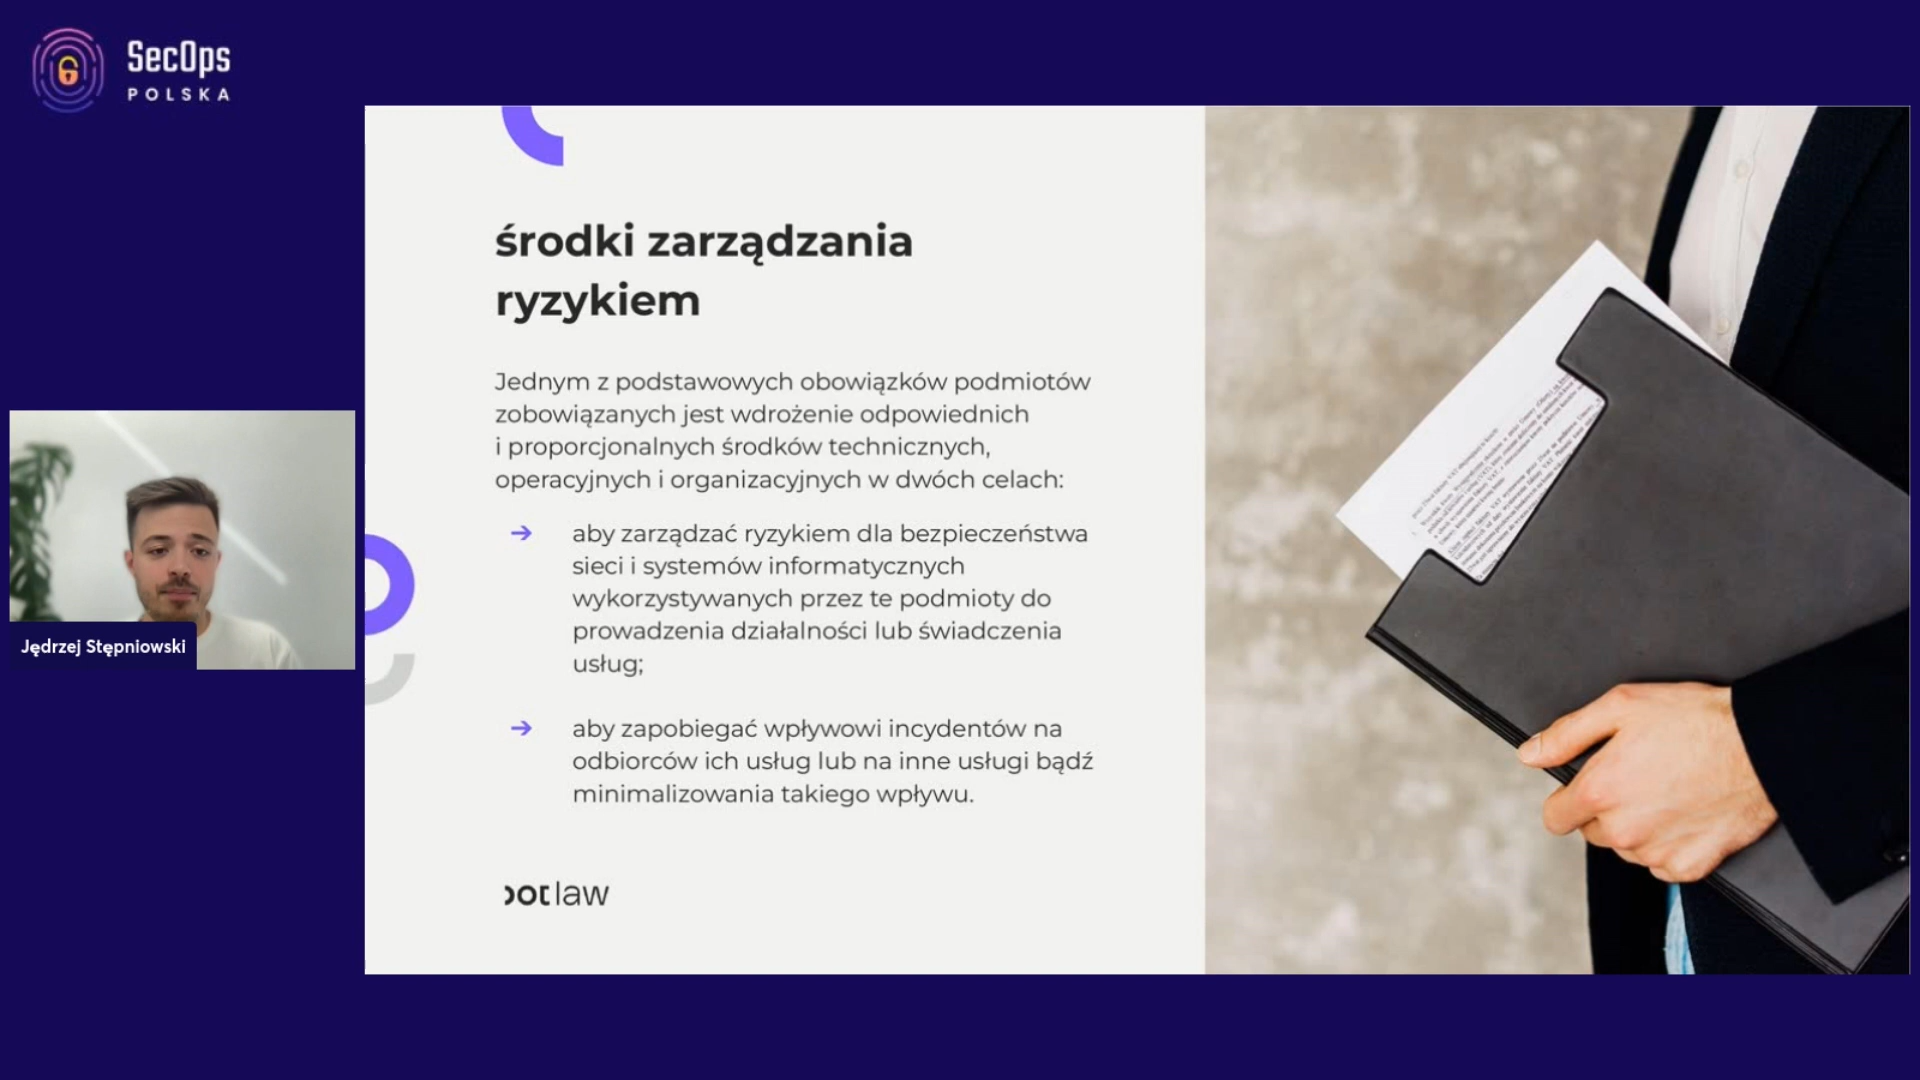 SecOps
POLSKA
środki zarządzania
ryzykiem
Jednym z podstawowych obowiązków podmiotów
zobowiązanych jest wdrożenie odpowiednich
i proporcjonalnych środków technicznych,
operacyjnych i organizacyjnych w dwóch celach:
→ aby zarządzać ryzykiem dla bezpieczeństwa
sieci i systemów informatycznych
wykorzystywanych przez te podmioty do
prowadzenia działalności lub świadczenia
usług;
→ aby zapobiegać wpływowi incydentów na
odbiorców ich usług lub na inne usługi bądź
minimalizowania takiego wpływu.
law
Jędrzej Stępniowski